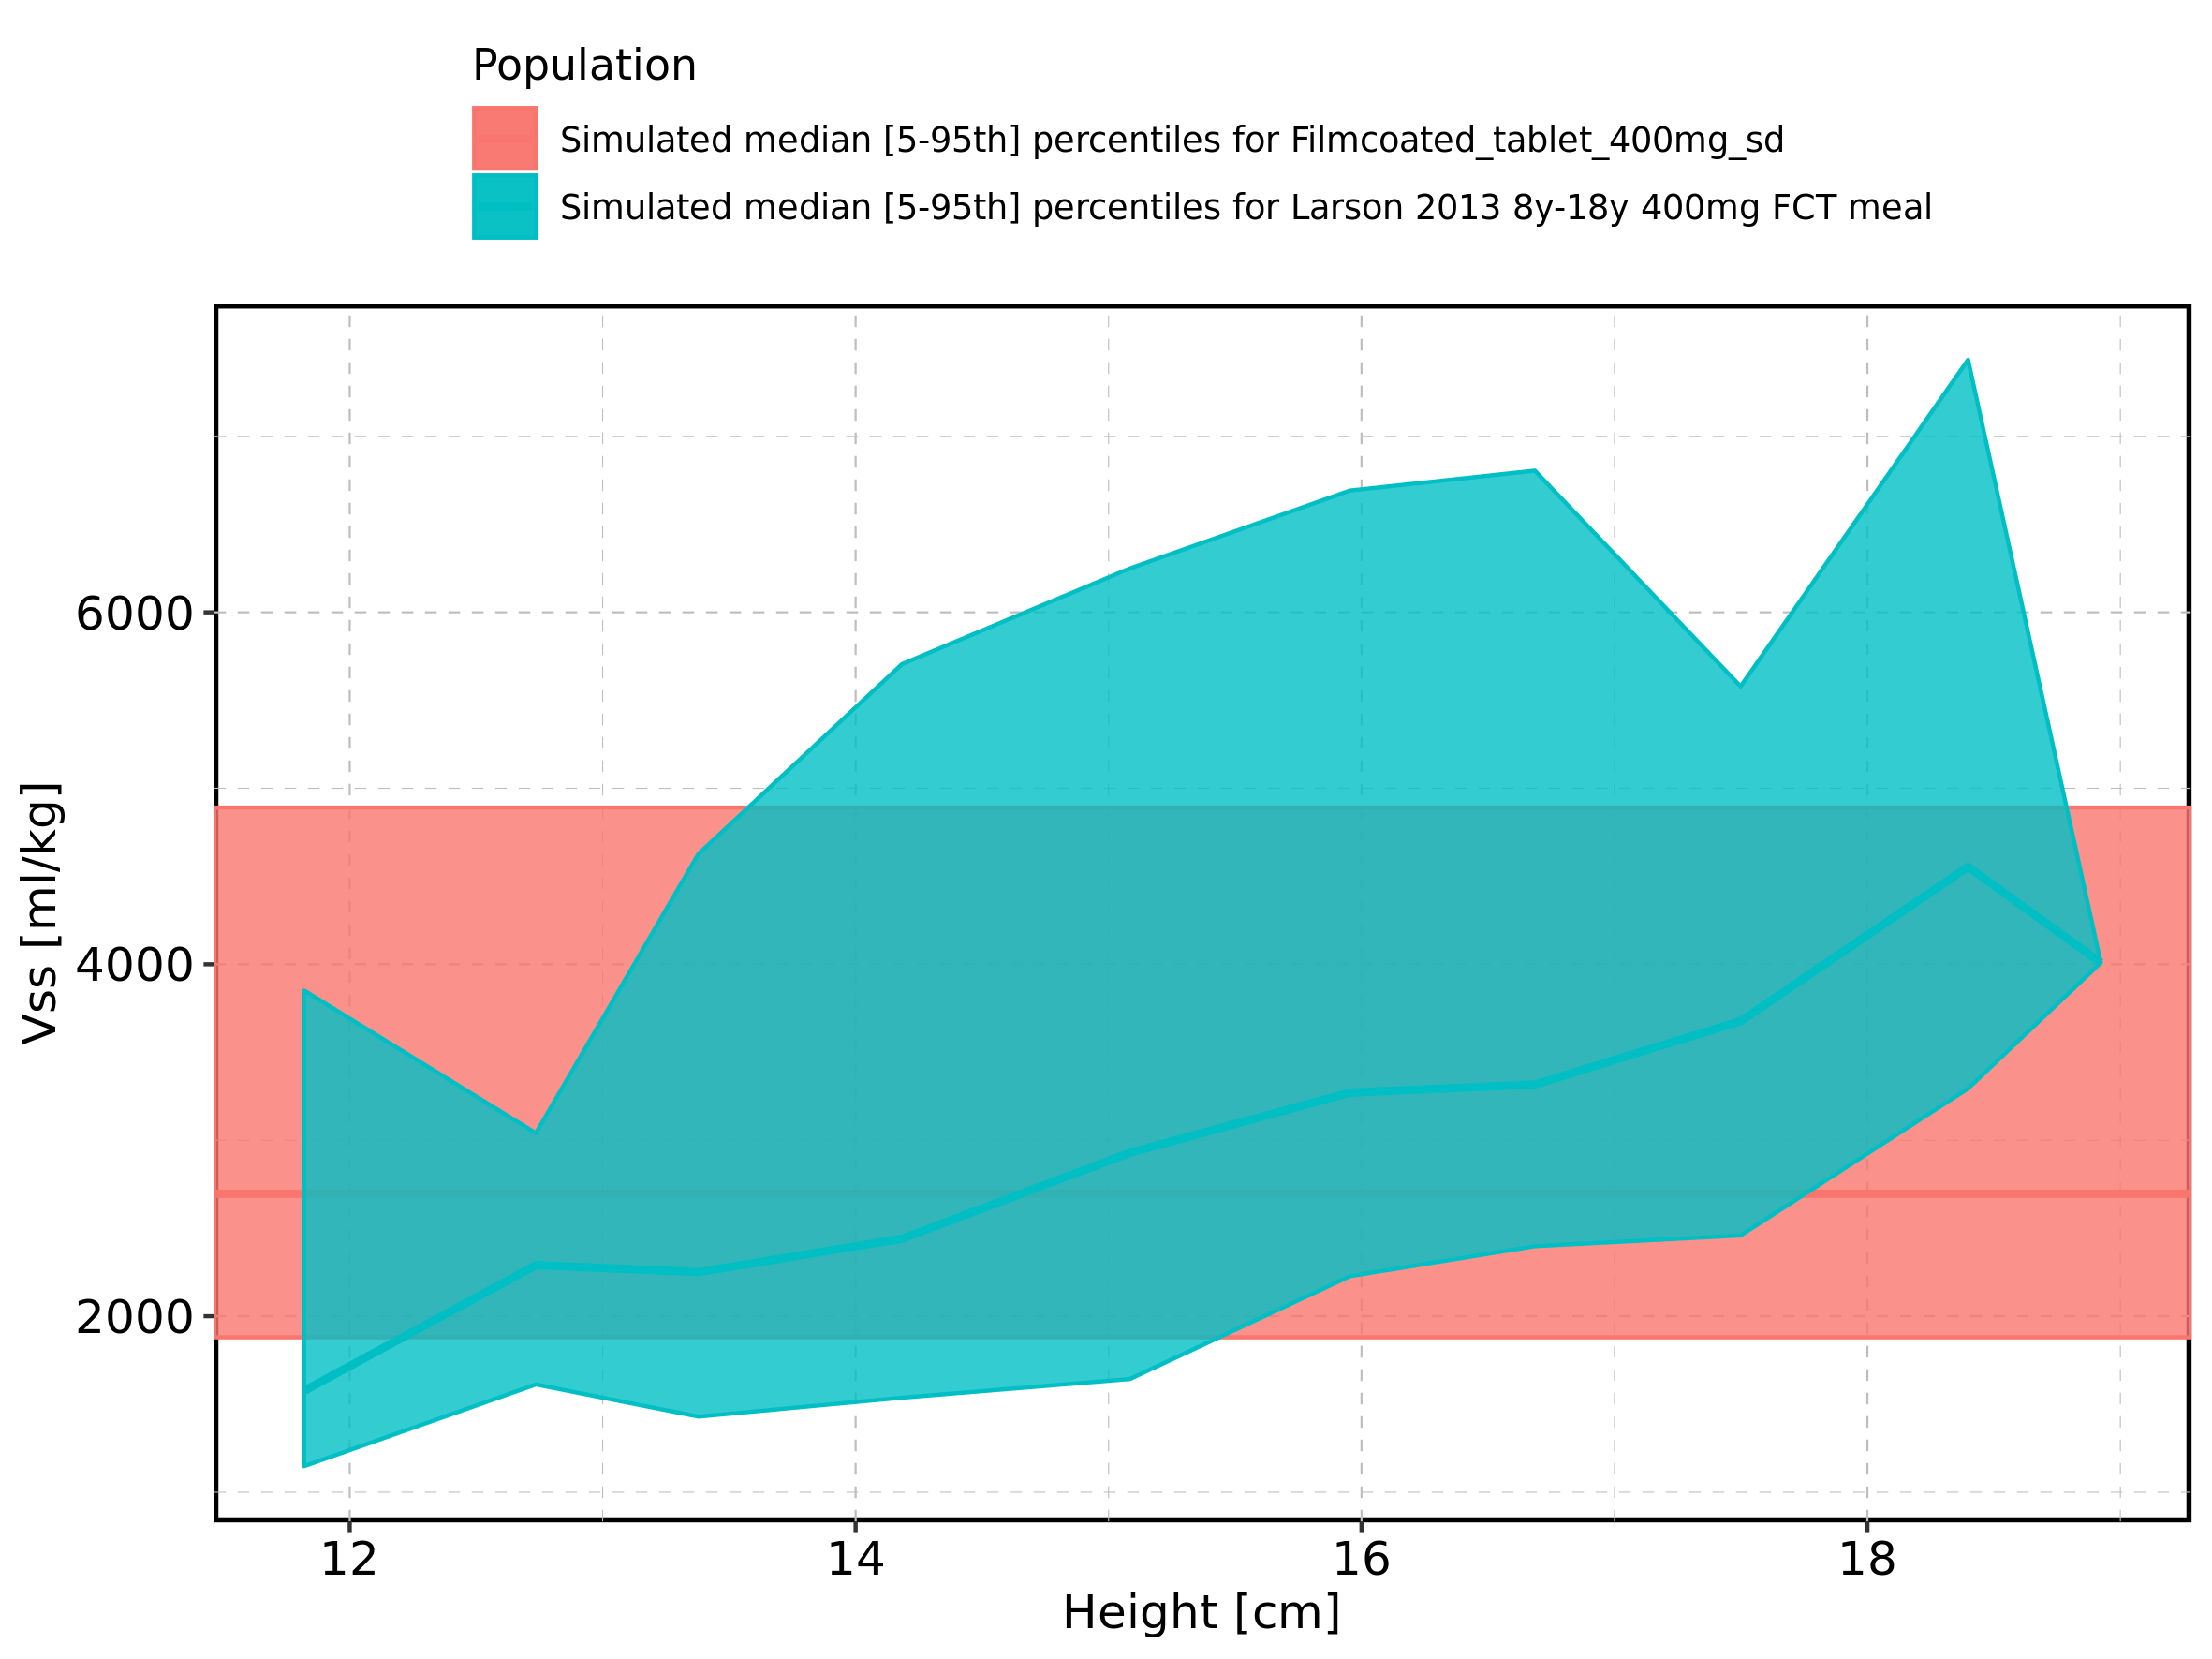 Population
Simulated median [5-95th] percentiles for Filmcoated_tablet_400mg_sd
Simulated median [5-95th] percentiles for Larson 2013 8y-18y 400mg FCT meal
Vss [ml/kg]
6000
4000
2000
12 14 16 18
Height [cm]